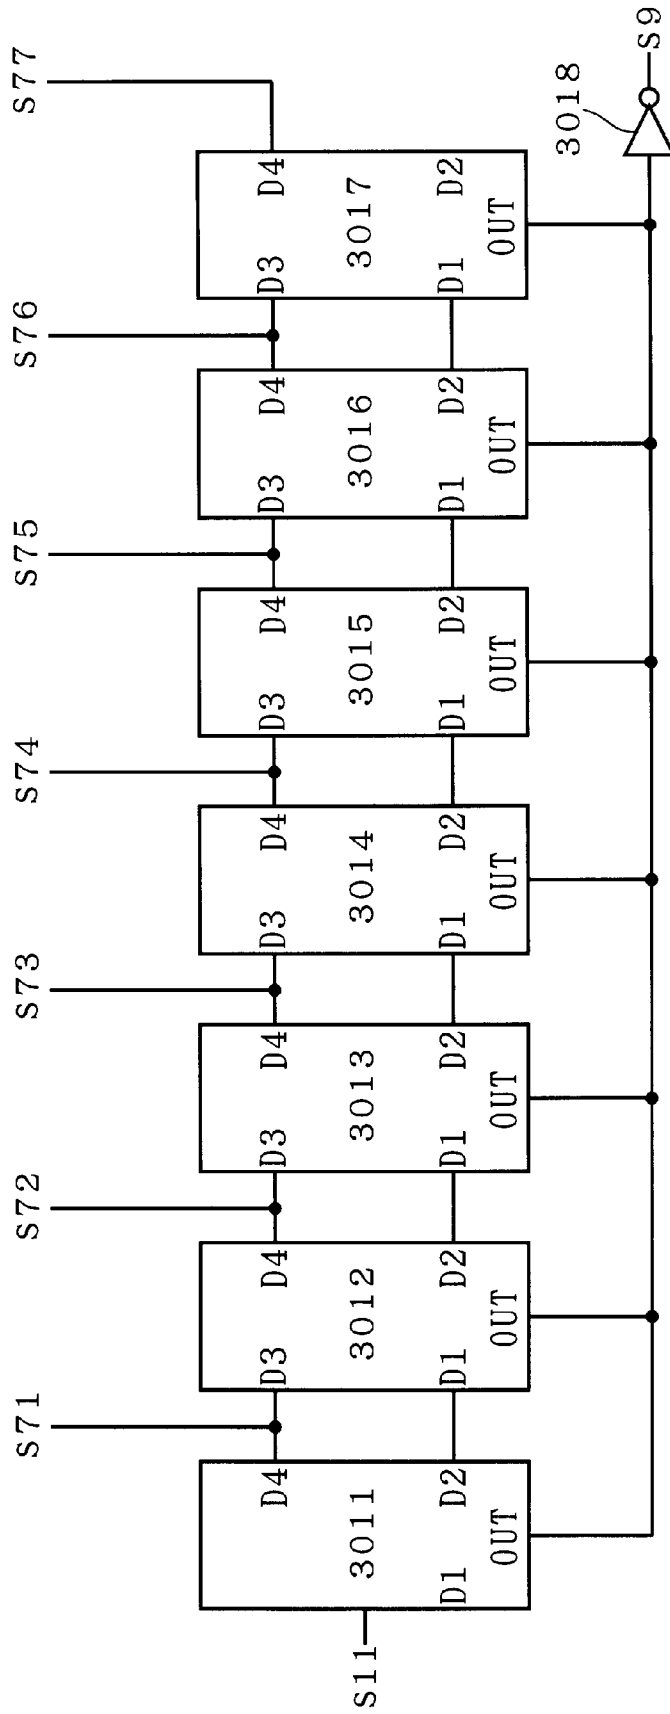 S71 S72 S73 S74 S75 S76 S77
D4 D3 D4 D3 D4 D3 D4 D3 D4 D3 D4 D3 D4
S11 3011 3012 3013 3014 3015 3016 3017
D1 D2 D1 D2 D1 D2 D1 D2 D1 D2 D1 D2 D1 D2
OUT OUT OUT OUT OUT OUT OUT
3018
S9